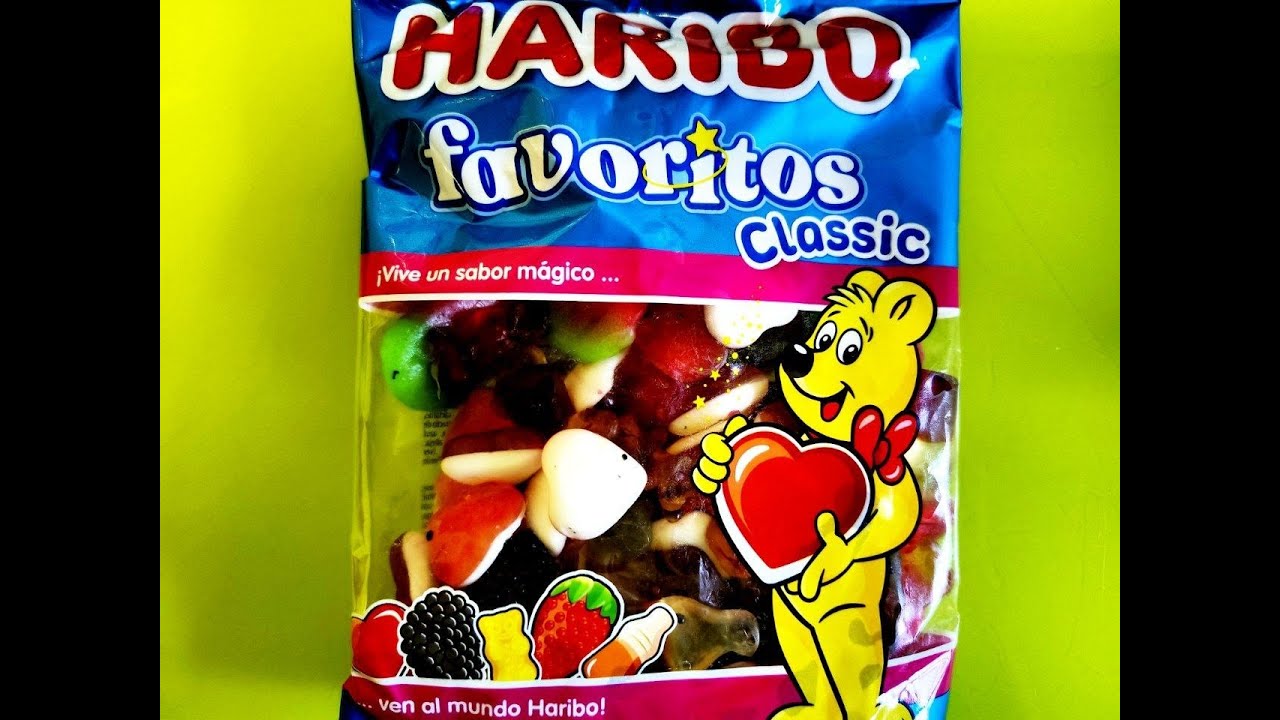 HARIBO
favoritos
Classic
¡Vive un sabor mágico ...
... ven al mundo Haribo!